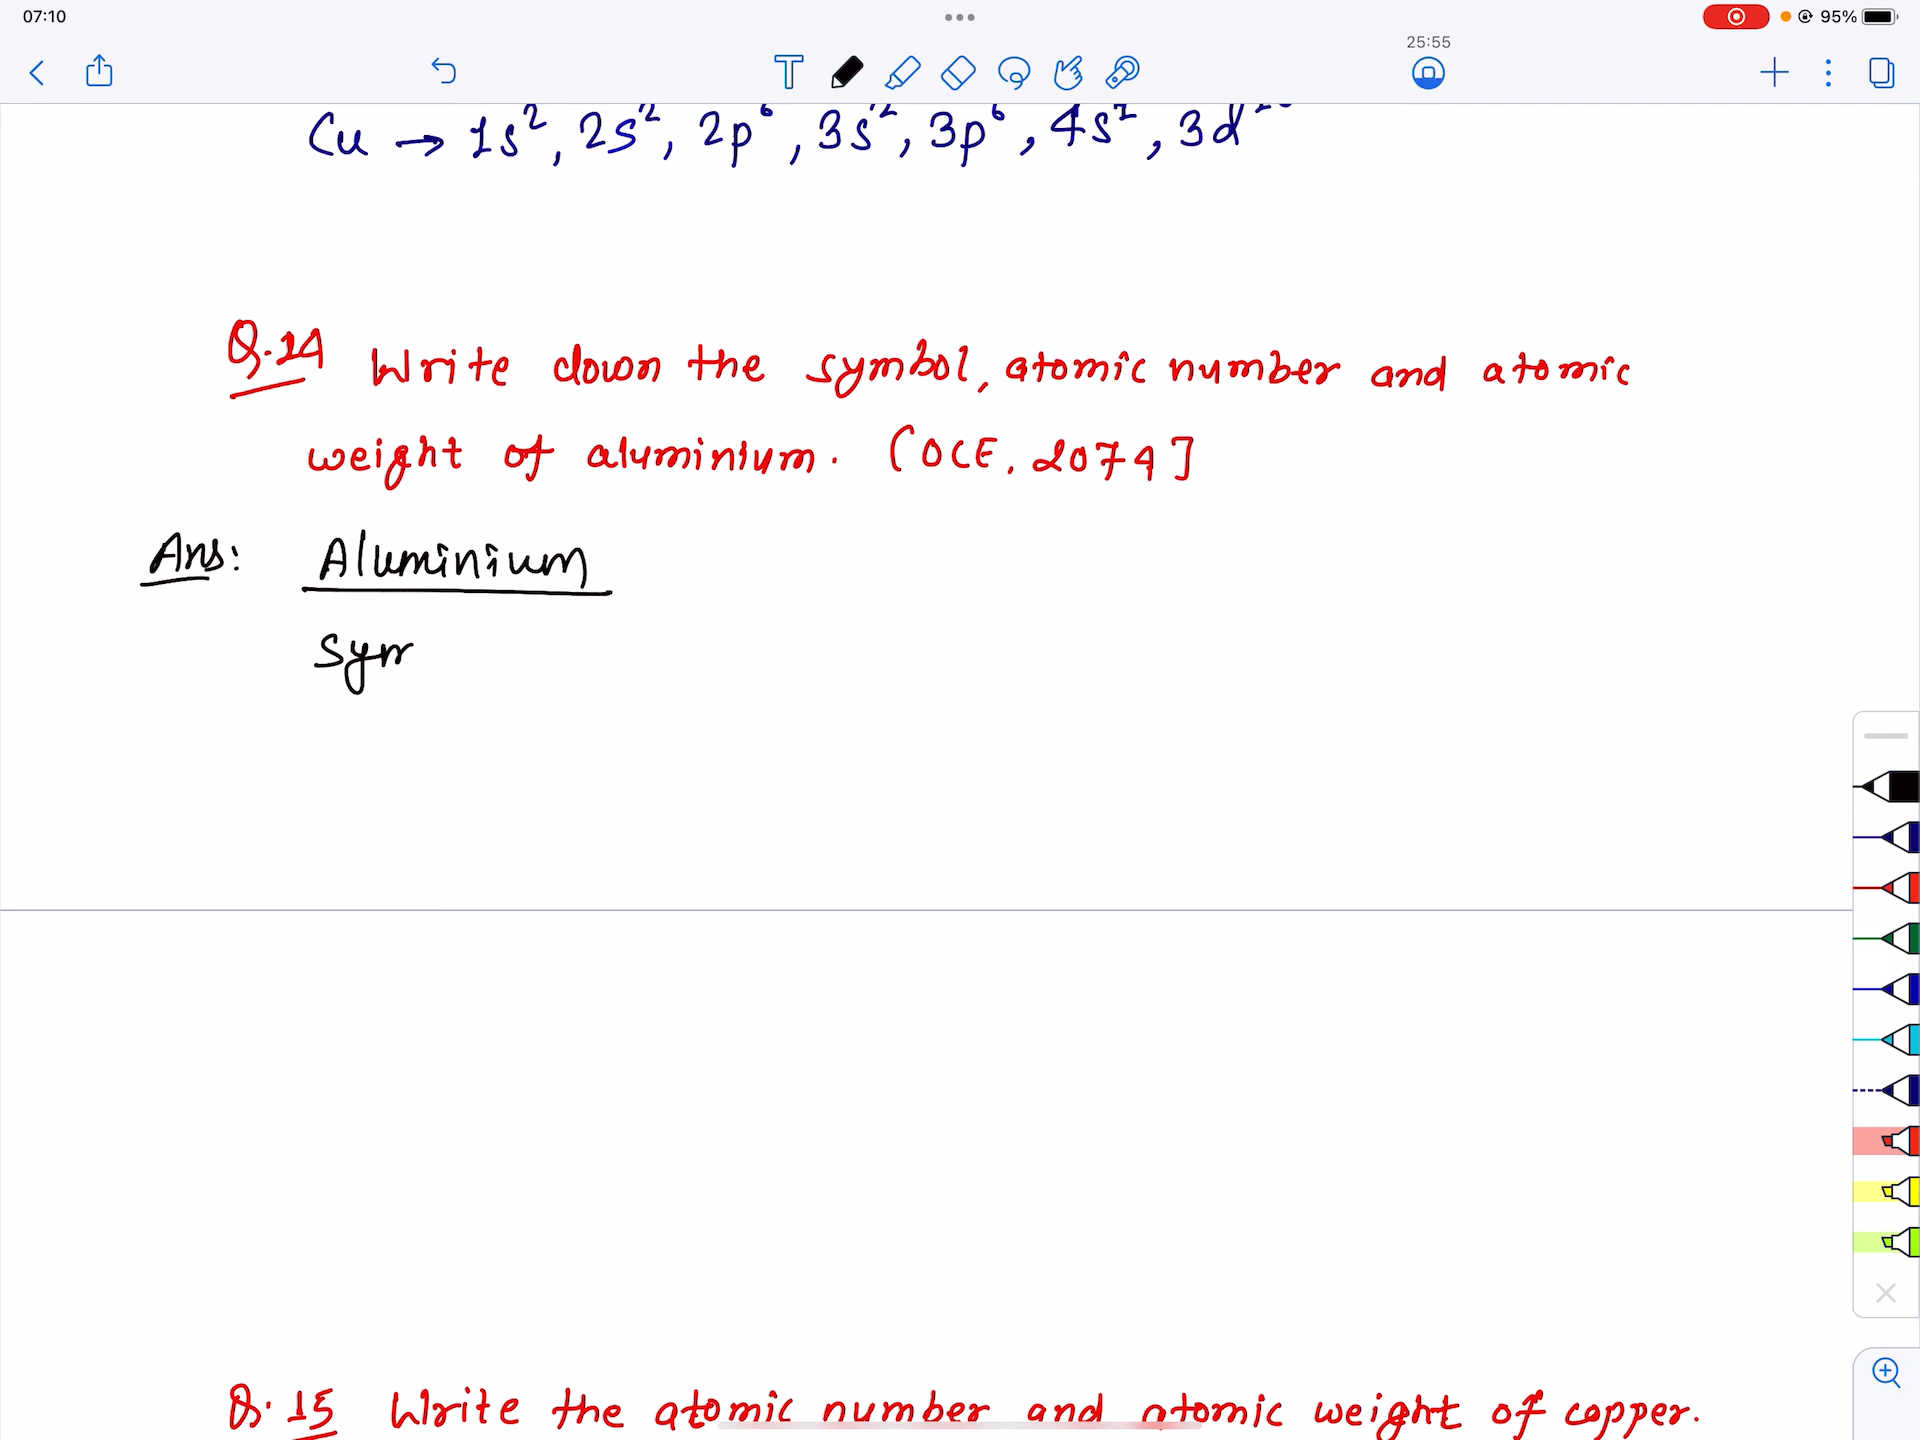 07:10
95%
25:55
Cu → 1s², 2s², 2p⁶, 3s², 3p⁶, 4s¹, 3d¹⁰
Q.14 Write down the symbol, atomic number and atomic
weight of aluminium. (OCE, 2074]
Ans: Aluminium
Sym
Q.15 Write the atomic number and atomic weight of copper.